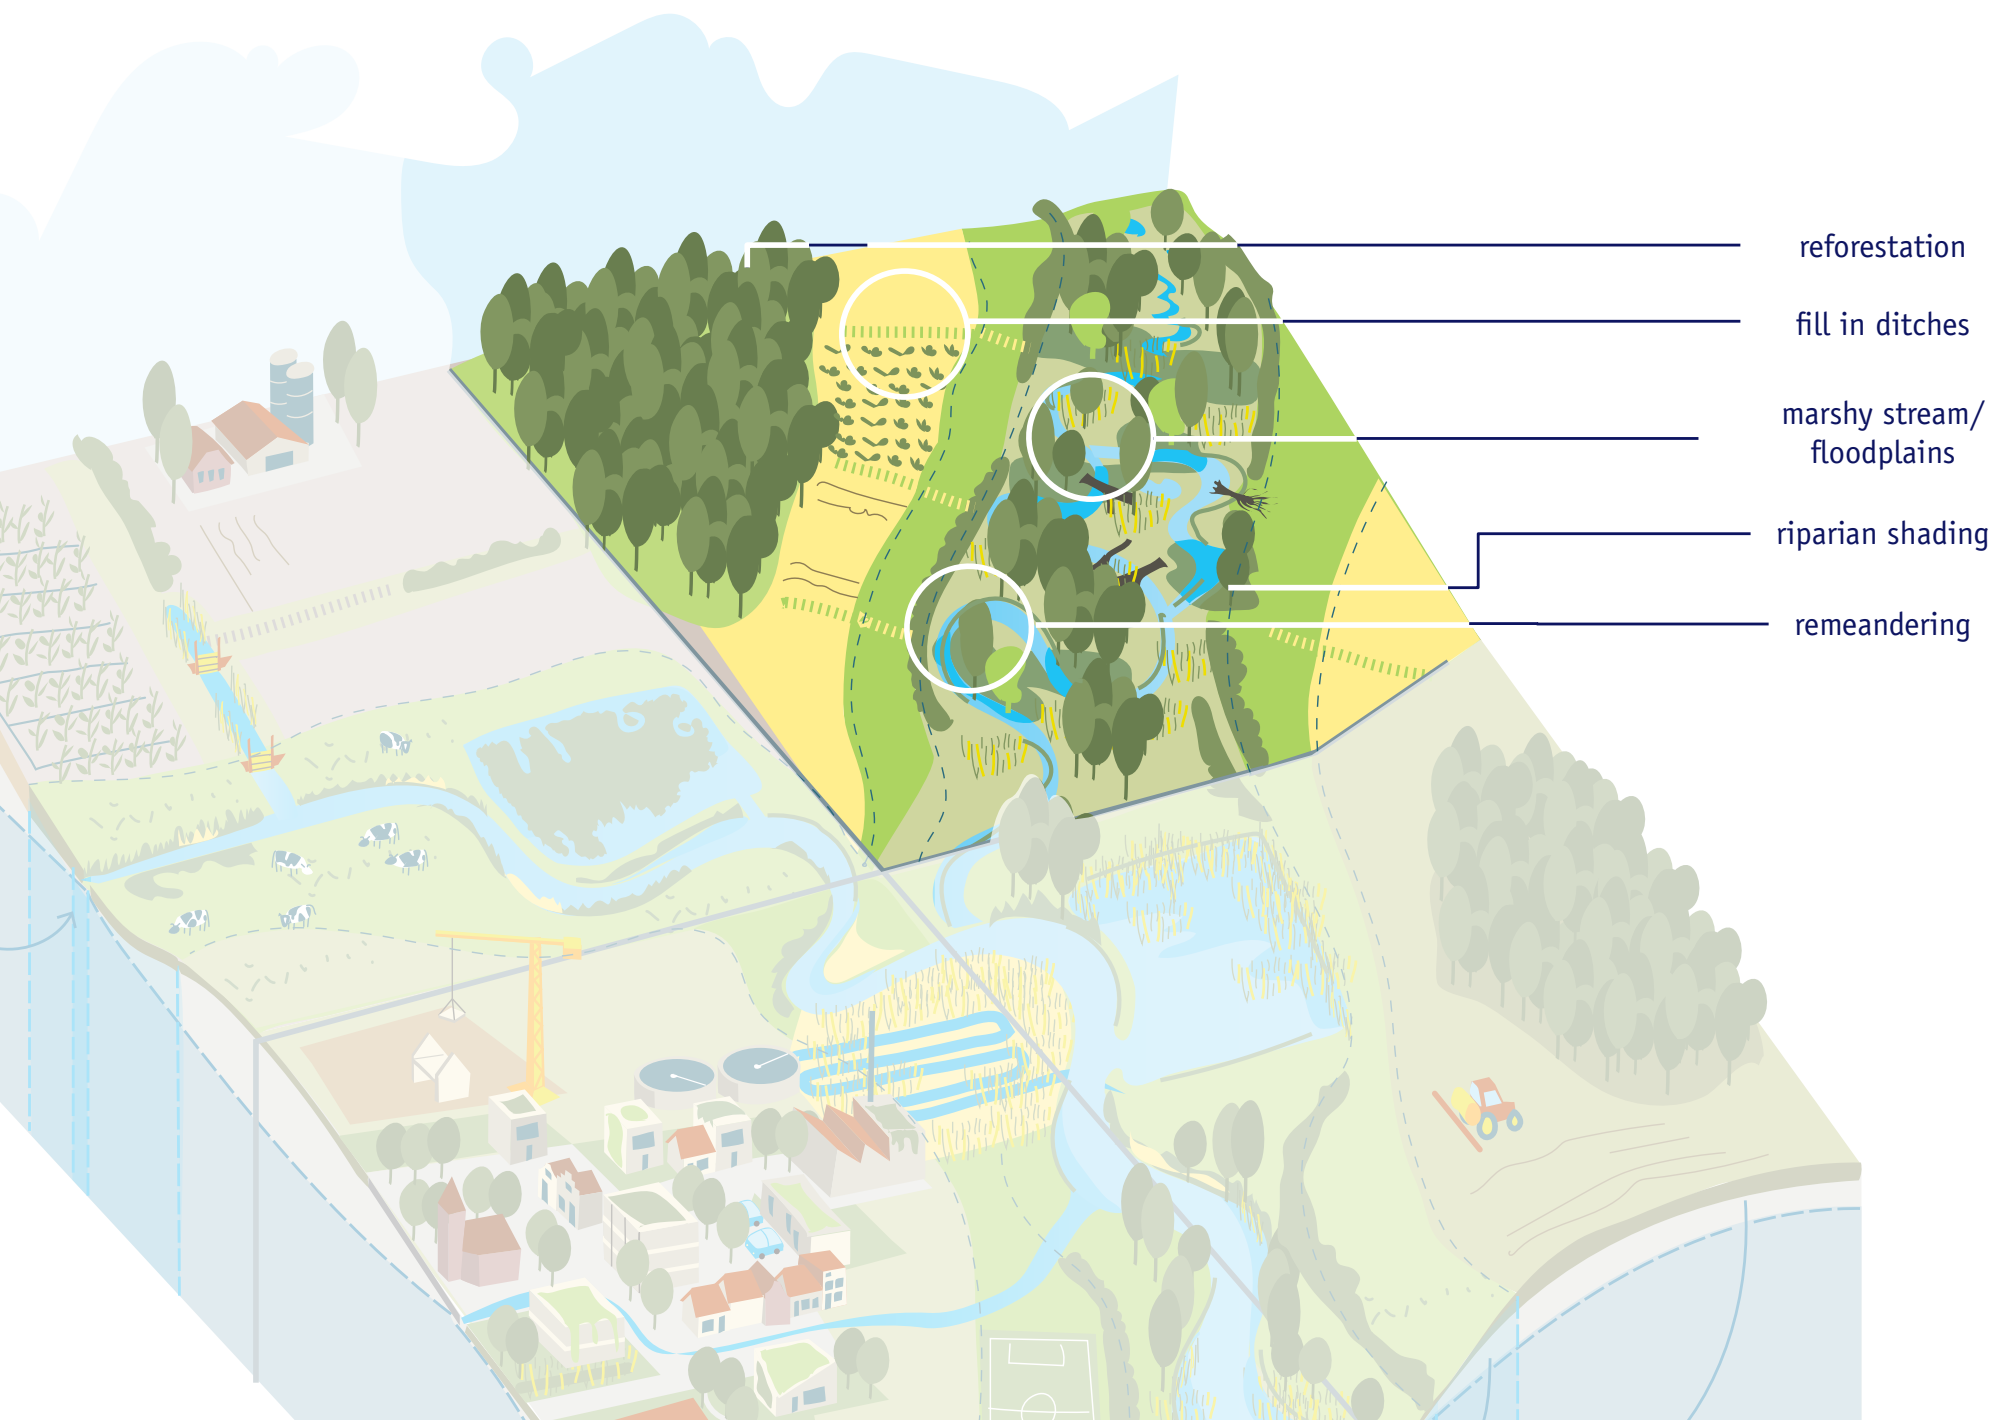 reforestation
fill in ditches
marshy stream/
floodplains
riparian shading
remeandering